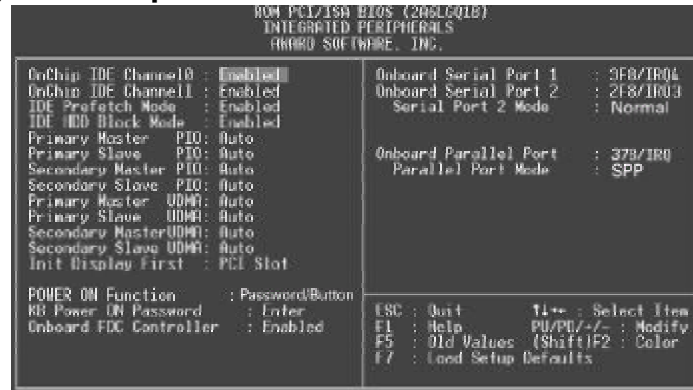 ROM PCI/ISA BIOS (2A6LGQ1B)
INTEGRATED PERIPHERALS
AWARD SOFTWARE, INC.
OnChip IDE Channel0 : Enabled
OnChip IDE Channel1 : Enabled
IDE Prefetch Mode : Enabled
IDE HDD Block Mode : Enabled
Primary Master PIO: Auto
Primary Slave PIO: Auto
Secondary Master PIO: Auto
Secondary Slave PIO: Auto
Primary Master UDMA: Auto
Primary Slave UDMA: Auto
Secondary MasterUDMA: Auto
Secondary Slave UDMA: Auto
Init Display First : PCI Slot
POWER ON Function : Password/Button
KB Power ON Password : Enter
Onboard FDC Controller : Enabled
Onboard Serial Port 1 : 3F8/IRQ4
Onboard Serial Port 2 : 2F8/IRQ3
Serial Port 2 Mode : Normal
Onboard Parallel Port : 378/IRQ
Parallel Port Mode : SPP
ESC : Quit ↑↓→← : Select Item
F1 : Help PU/PD/+/- : Modify
F5 : Old Values (Shift)F2 : Color
F7 : Load Setup Defaults